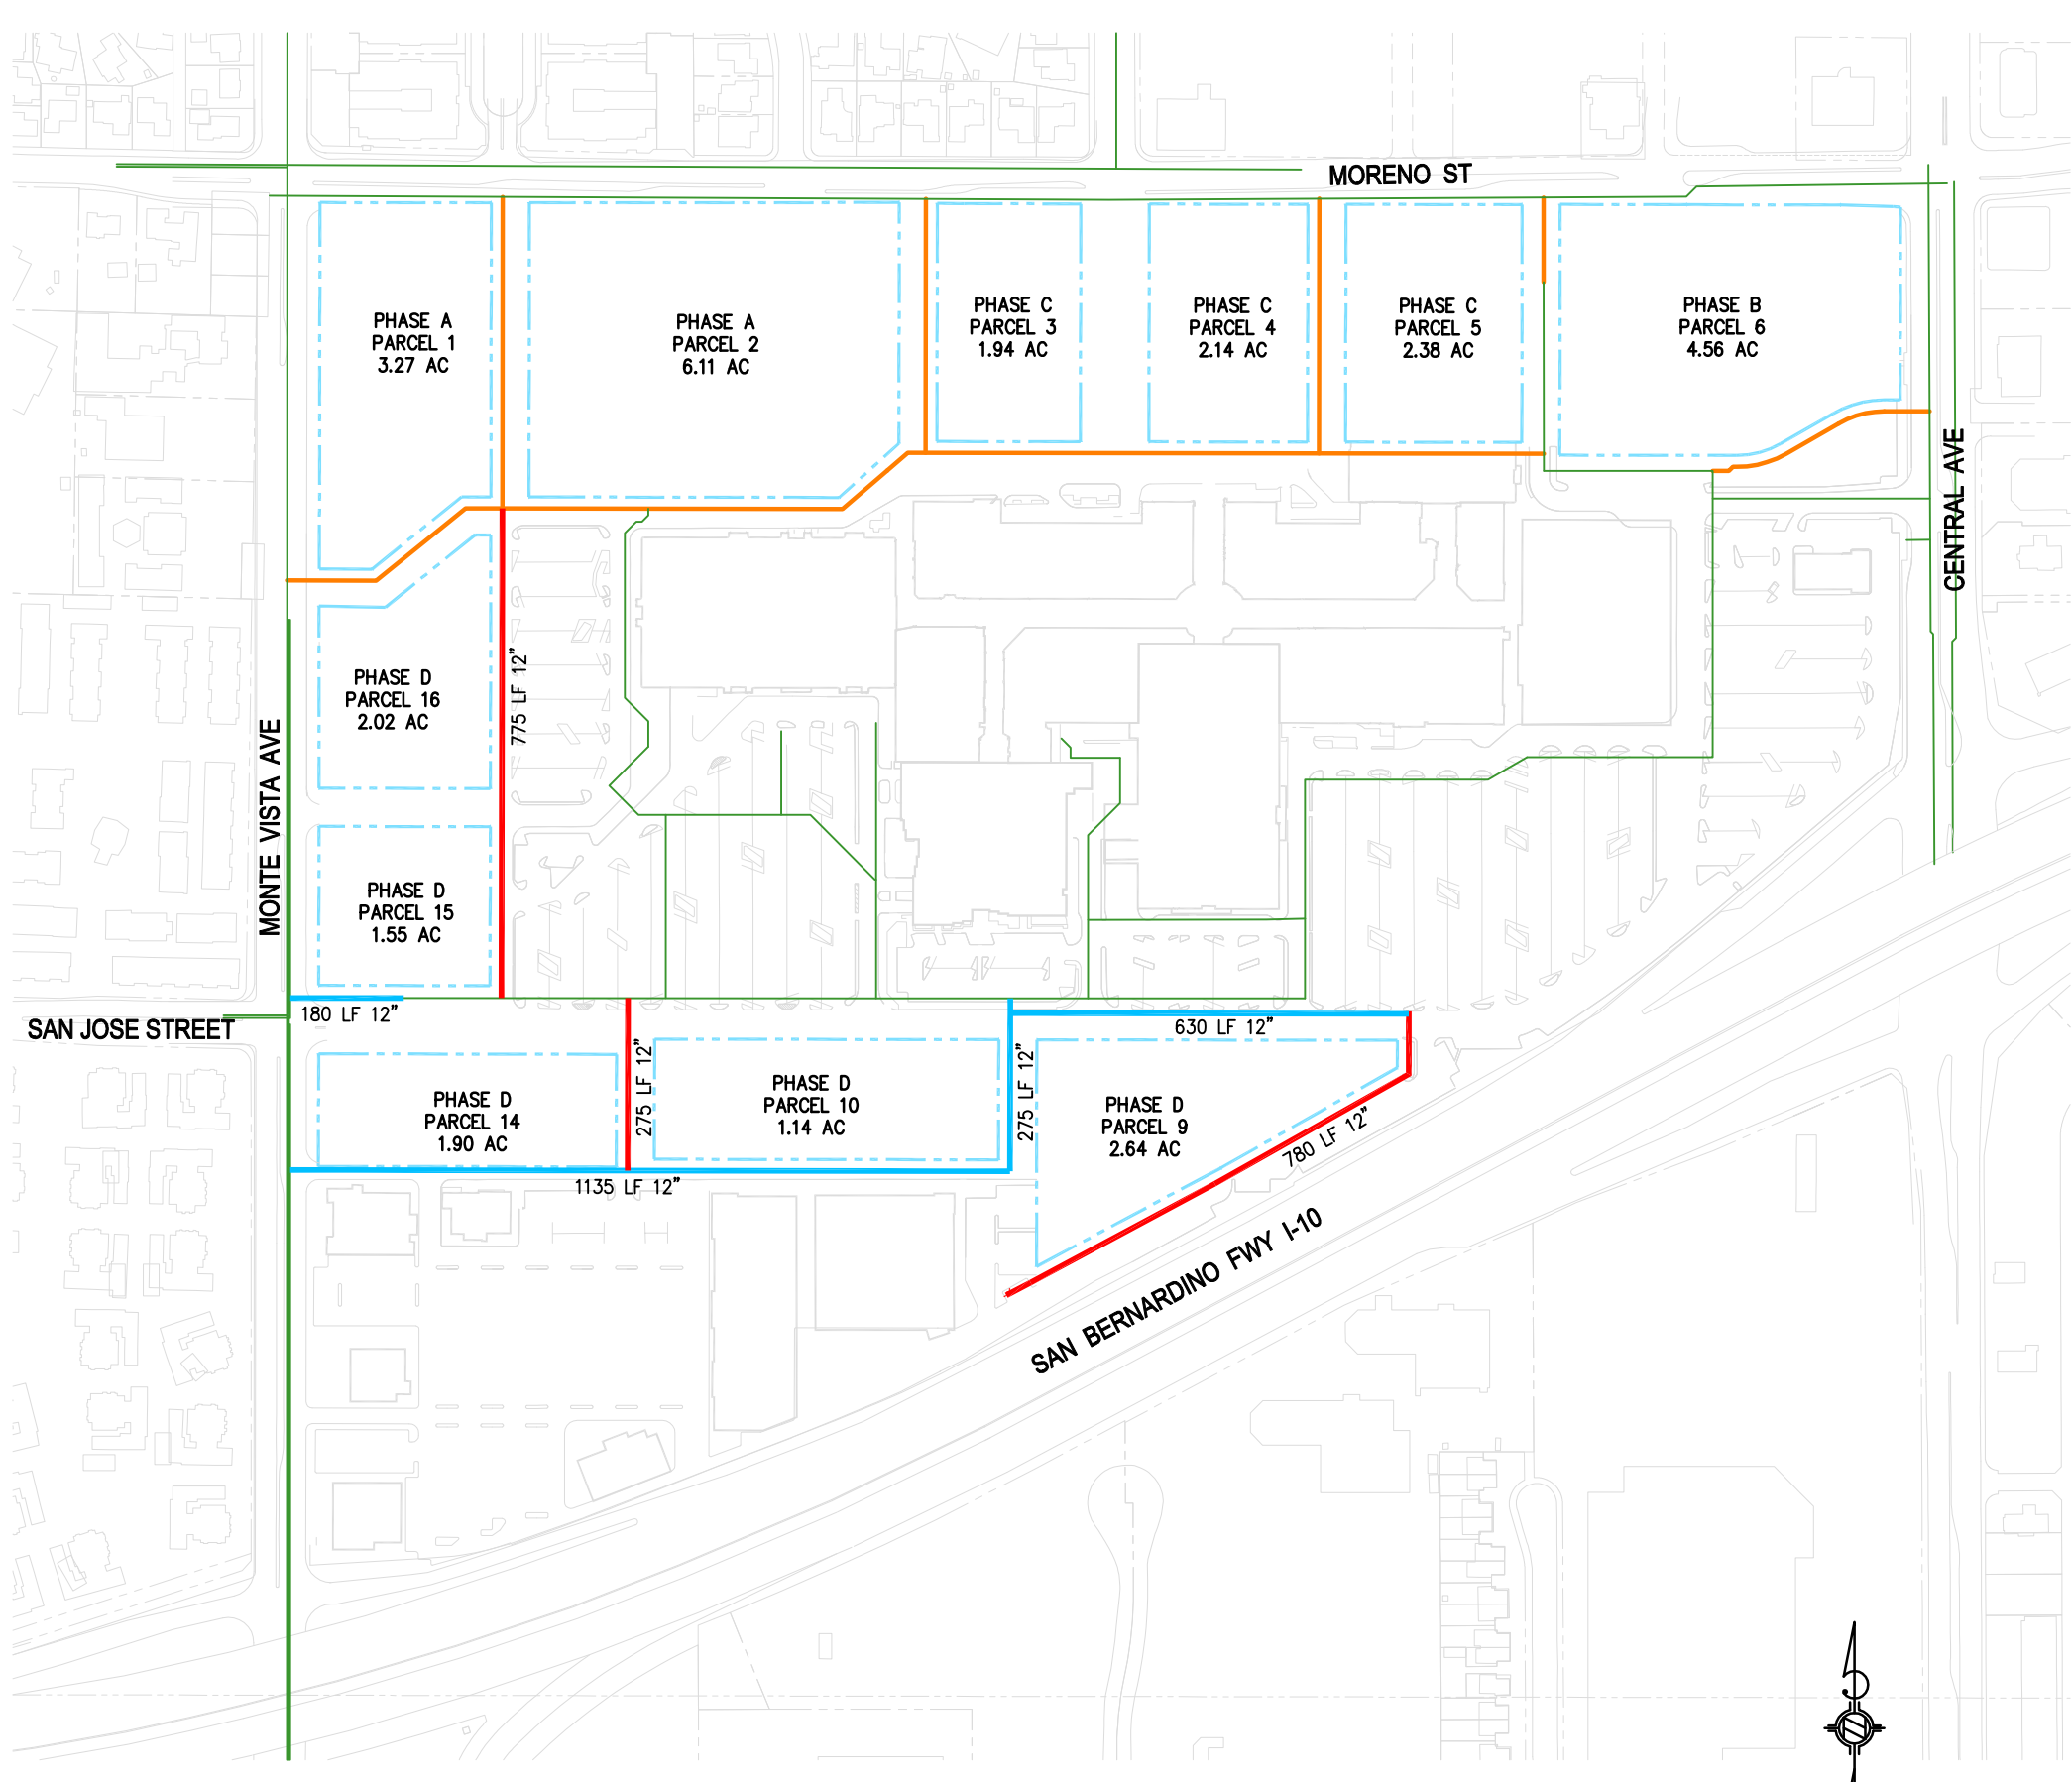 MORENO ST
PHASE A
PARCEL 1
3.27 AC
PHASE A
PARCEL 2
6.11 AC
PHASE C
PARCEL 3
1.94 AC
PHASE C
PARCEL 4
2.14 AC
PHASE C
PARCEL 5
2.38 AC
PHASE B
PARCEL 6
4.56 AC
CENTRAL AVE
PHASE D
PARCEL 16
2.02 AC
775 LF 12"
MONTE VISTA AVE
PHASE D
PARCEL 15
1.55 AC
180 LF 12"
SAN JOSE STREET
630 LF 12"
275 LF 12"
275 LF 12"
PHASE D
PARCEL 14
1.90 AC
PHASE D
PARCEL 10
1.14 AC
PHASE D
PARCEL 9
2.64 AC
780 LF 12"
1135 LF 12"
SAN BERNARDINO FWY I-10